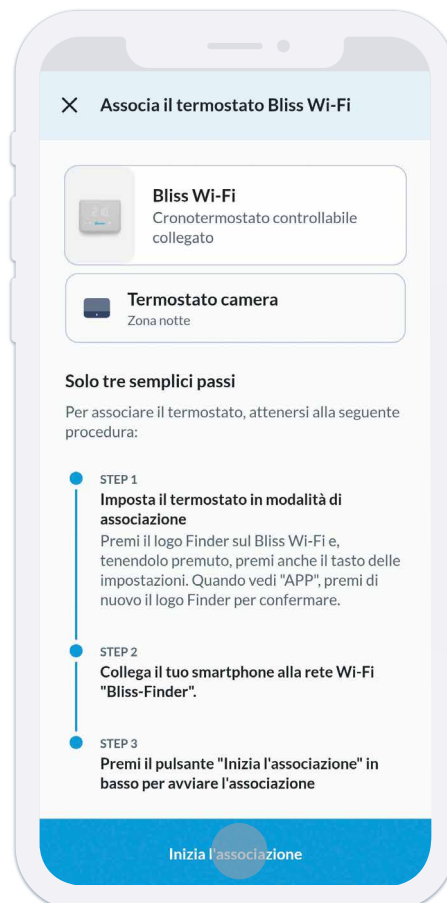 Associa il termostato Bliss Wi-Fi
Bliss Wi-Fi
Cronotermostato controllabile
collegato
Termostato camera
Zona notte
Solo tre semplici passi
Per associare il termostato, attenersi alla seguente
procedura:
STEP 1
Imposta il termostato in modalità di
associazione
Premi il logo Finder sul Bliss Wi-Fi e,
tenendolo premuto, premi anche il tasto delle
impostazioni. Quando vedi "APP", premi di
nuovo il logo Finder per confermare.
STEP 2
Collega il tuo smartphone alla rete Wi-Fi
"Bliss-Finder".
STEP 3
Premi il pulsante "Inizia l'associazione" in
basso per avviare l'associazione
Inizia l'associazione